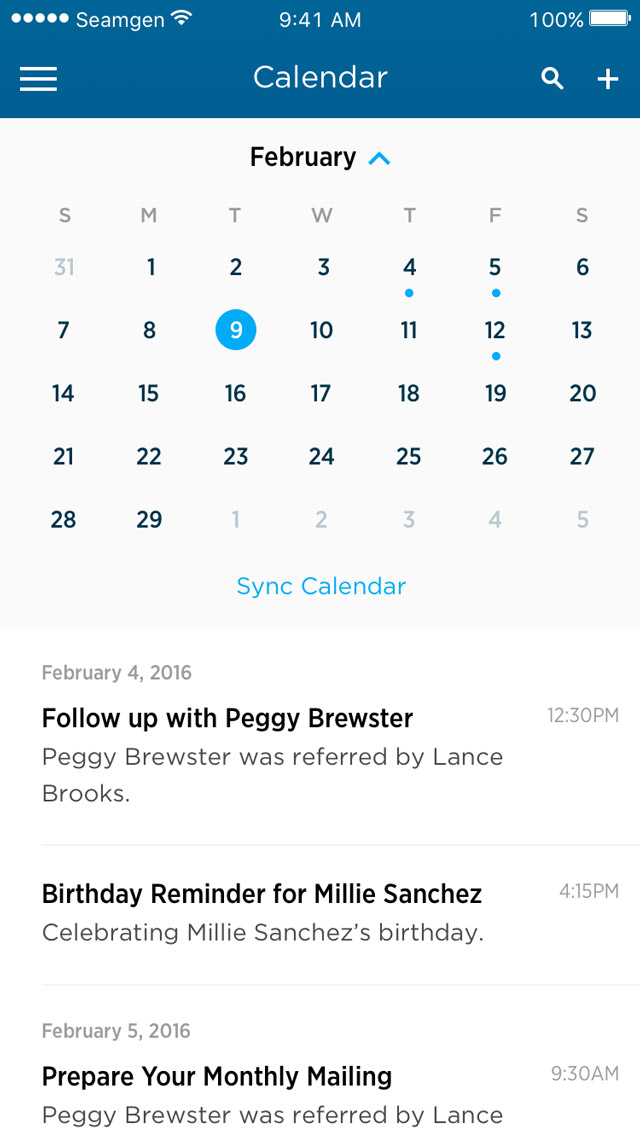 Seamgen 9:41 AM 100%
Calendar
February
S M T W T F S
31 1 2 3 4 5 6
7 8 9 10 11 12 13
14 15 16 17 18 19 20
21 22 23 24 25 26 27
28 29 1 2 3 4 5
Sync Calendar
February 4, 2016
Follow up with Peggy Brewster 12:30PM
Peggy Brewster was referred by Lance
Brooks.
Birthday Reminder for Millie Sanchez 4:15PM
Celebrating Millie Sanchez’s birthday.
February 5, 2016
Prepare Your Monthly Mailing 9:30AM
Peggy Brewster was referred by Lance